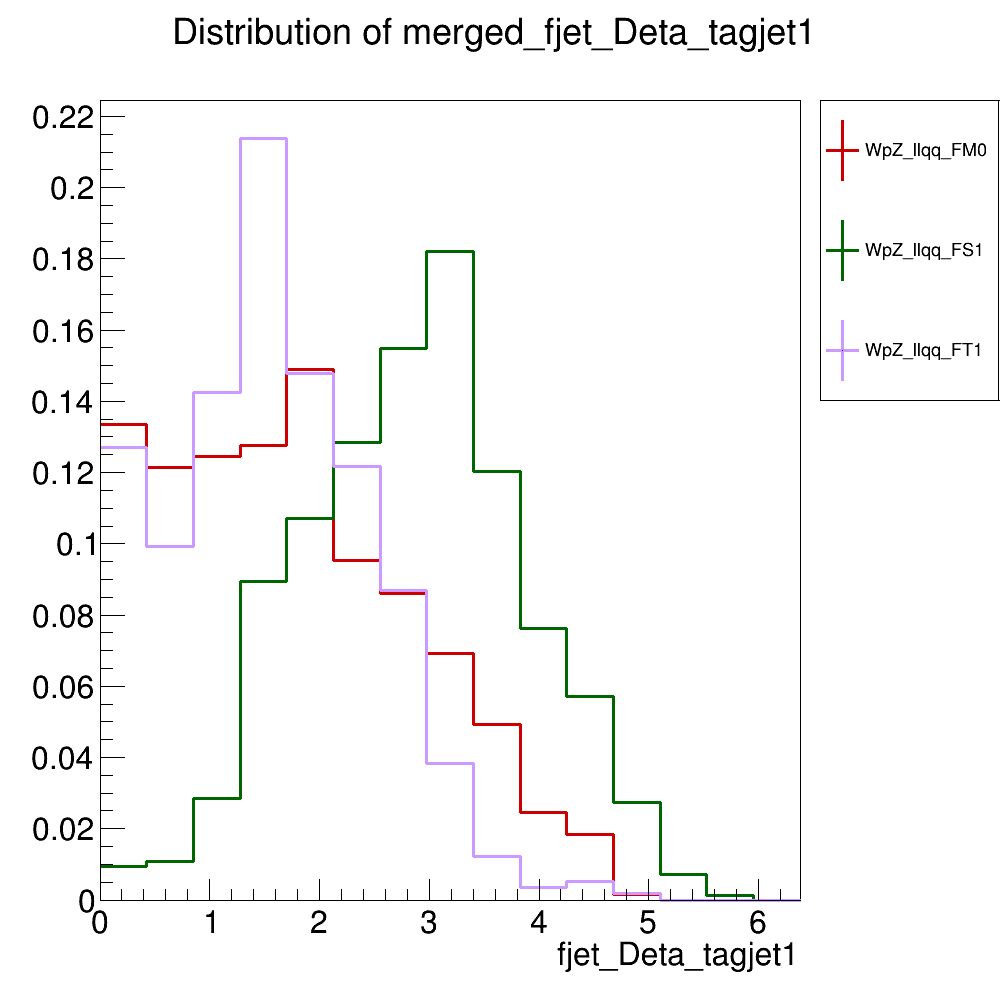 Distribution of merged_fjet_Deta_tagjet1
0.22
0.2
0.18
0.16
0.14
0.12
0.1
0.08
0.06
0.04
0.02
0
0 1 2 3 4 5 6
fjet_Deta_tagjet1
WpZ_llqq_FM0
WpZ_llqq_FS1
WpZ_llqq_FT1